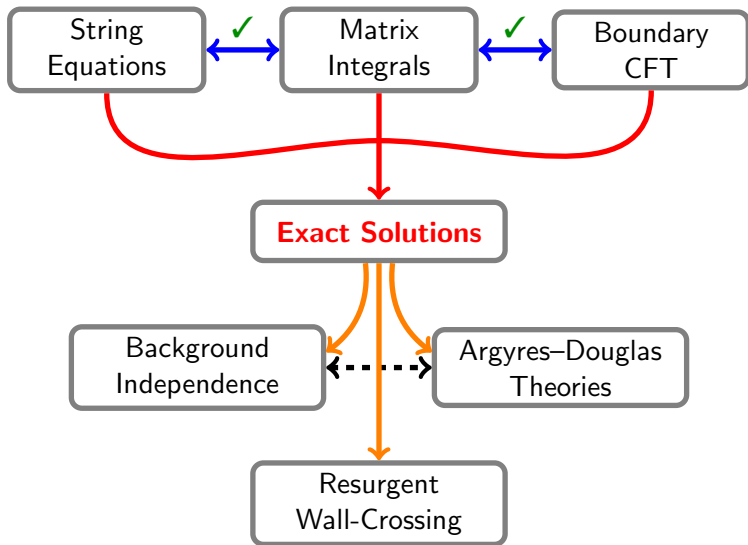 String
Equations
✓
Matrix
Integrals
✓
Boundary
CFT
Exact Solutions
Background
Independence
Argyres–Douglas
Theories
Resurgent
Wall-Crossing